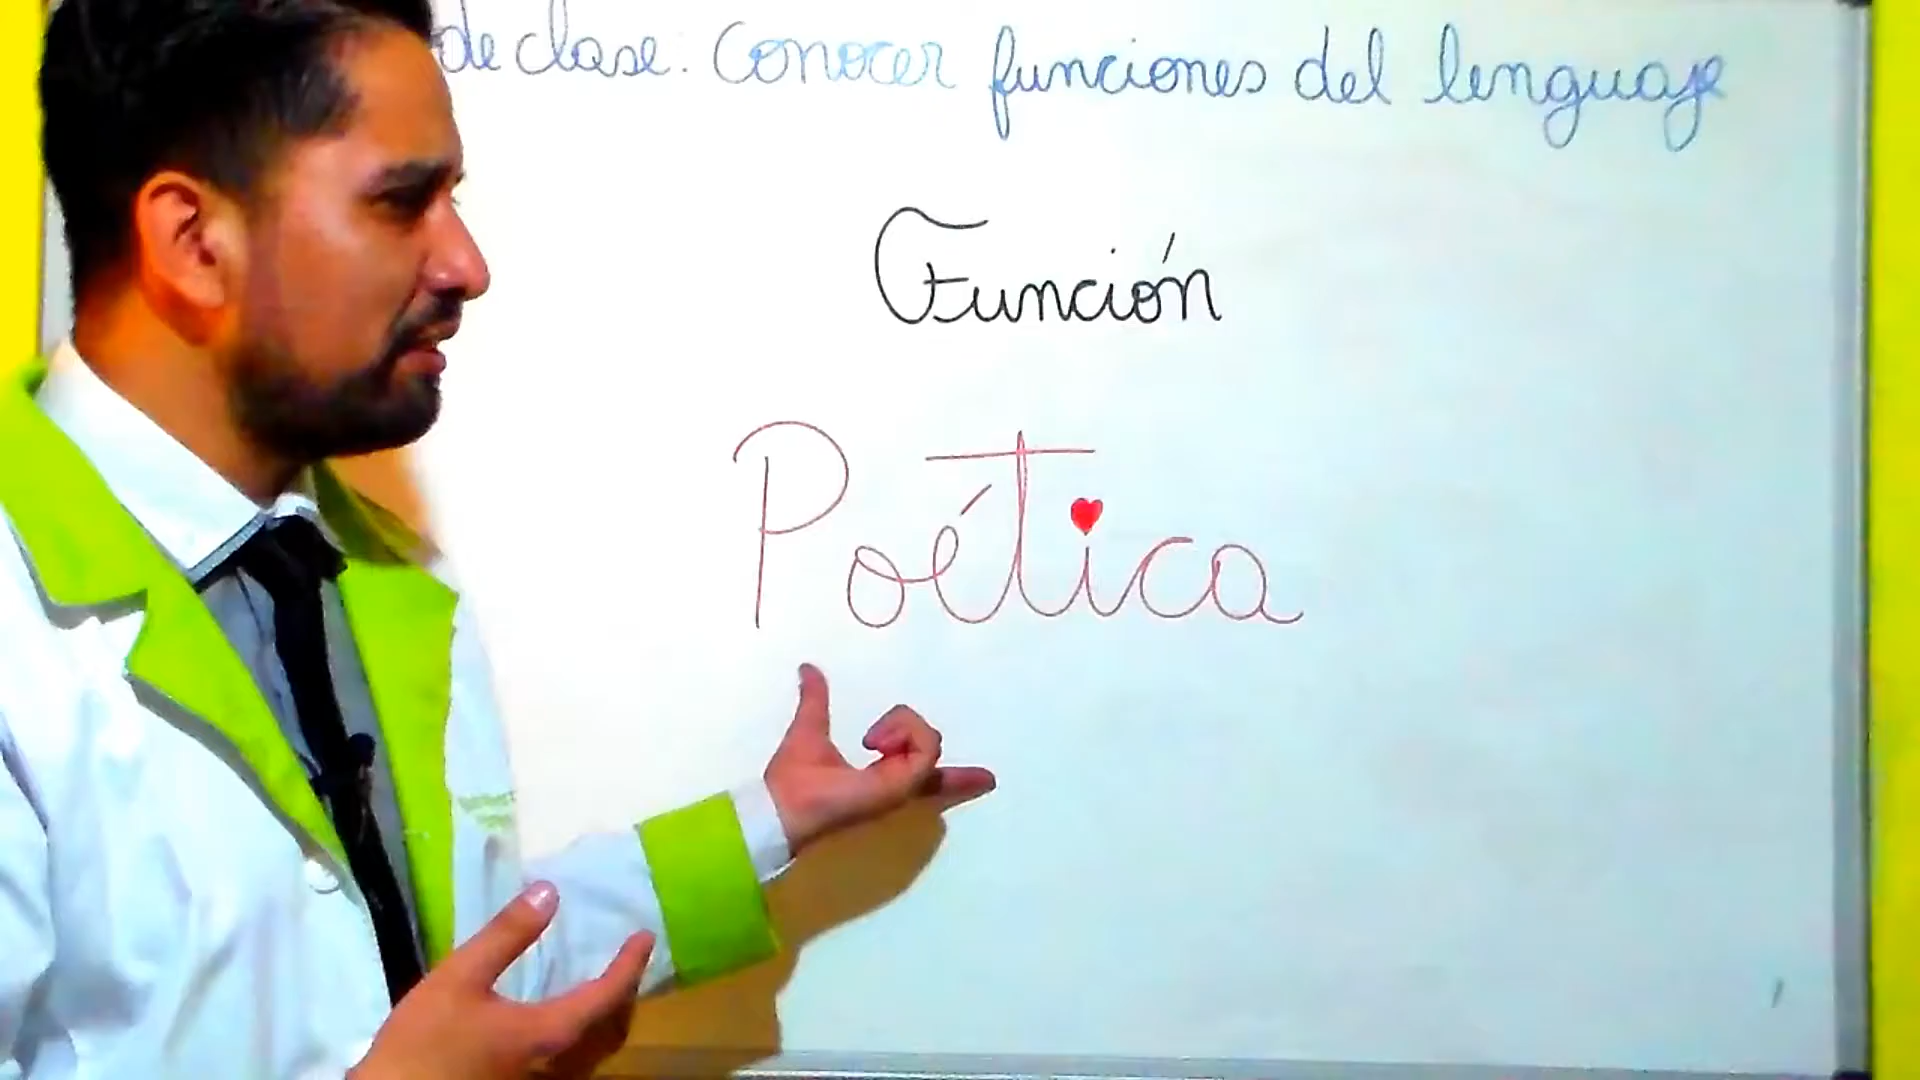 de clase: Conocer funciones del lenguaje
Función
Poética